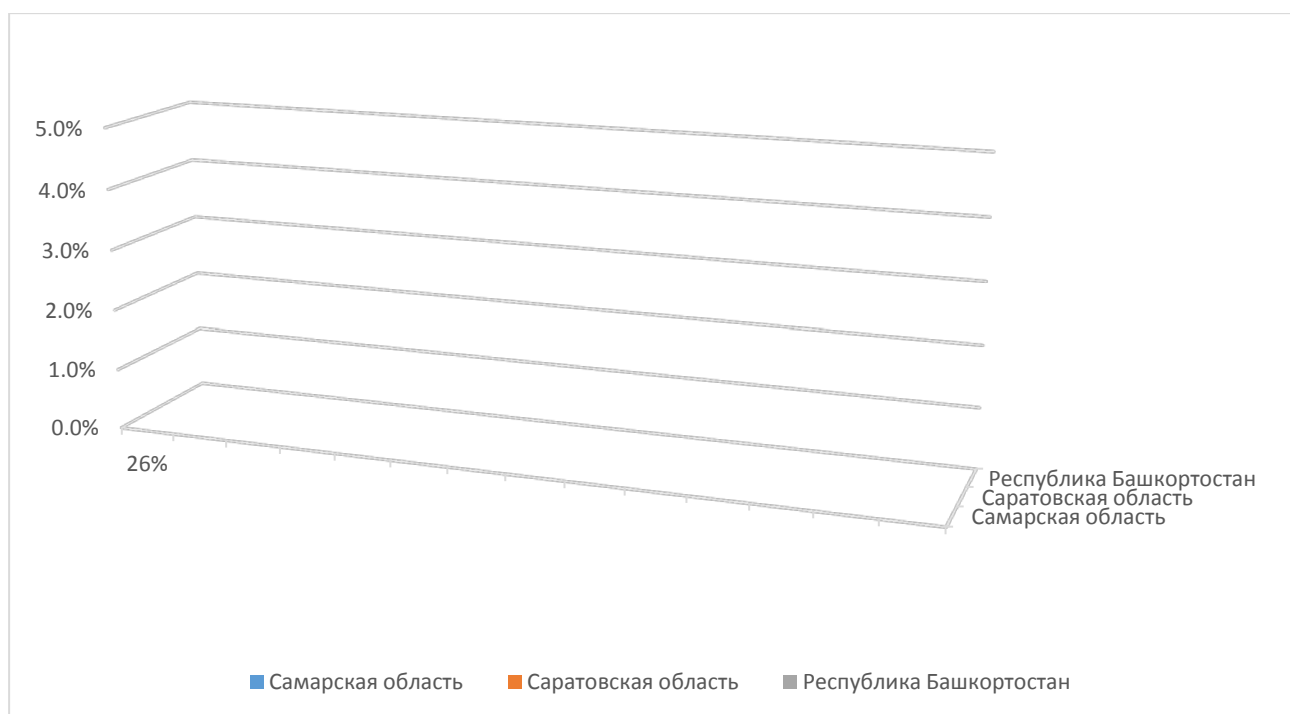 5.0%
4.0%
3.0%
2.0%
1.0%
0.0%
26%
Республика Башкортостан
Саратовская область
Самарская область
Самарская область Саратовская область Республика Башкортостан